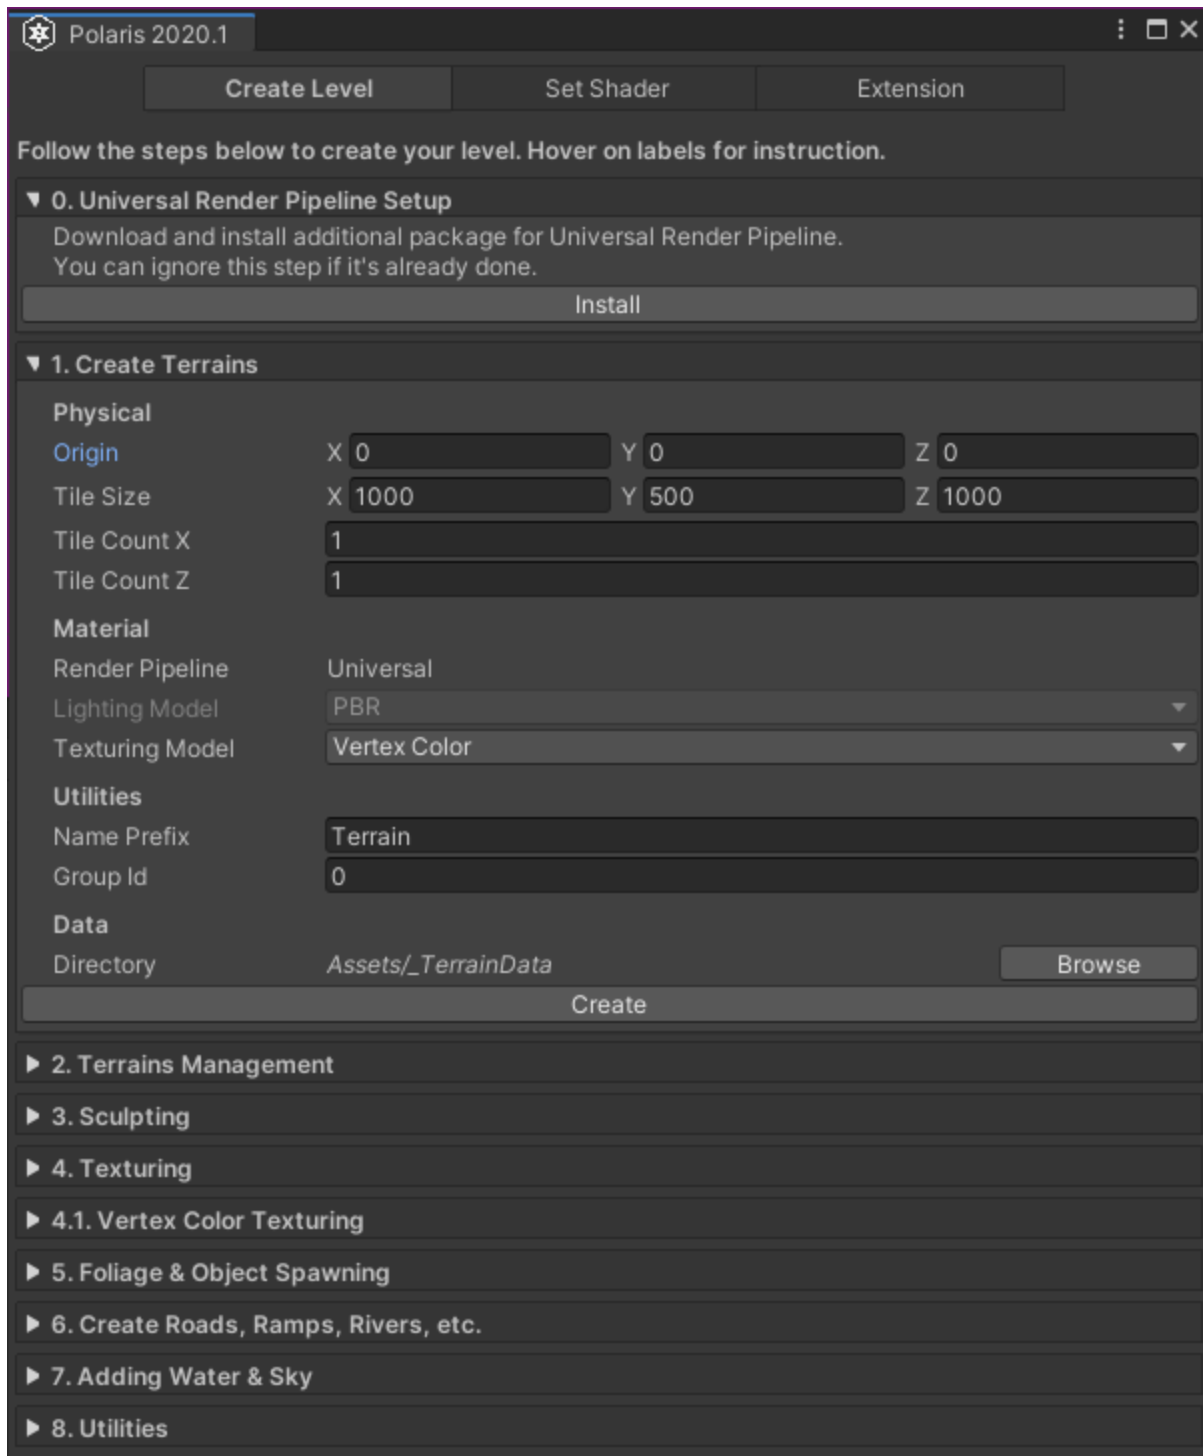 Polaris 2020.1
Create Level Set Shader Extension
Follow the steps below to create your level. Hover on labels for instruction.
0. Universal Render Pipeline Setup
Download and install additional package for Universal Render Pipeline.
You can ignore this step if it's already done.
Install
1. Create Terrains
Physical
Origin X 0 Y 0 Z 0
Tile Size X 1000 Y 500 Z 1000
Tile Count X 1
Tile Count Z 1
Material
Render Pipeline Universal
Lighting Model PBR
Texturing Model Vertex Color
Utilities
Name Prefix Terrain
Group Id 0
Data
Directory Assets/_TerrainData Browse
Create
2. Terrains Management
3. Sculpting
4. Texturing
4.1. Vertex Color Texturing
5. Foliage & Object Spawning
6. Create Roads, Ramps, Rivers, etc.
7. Adding Water & Sky
8. Utilities